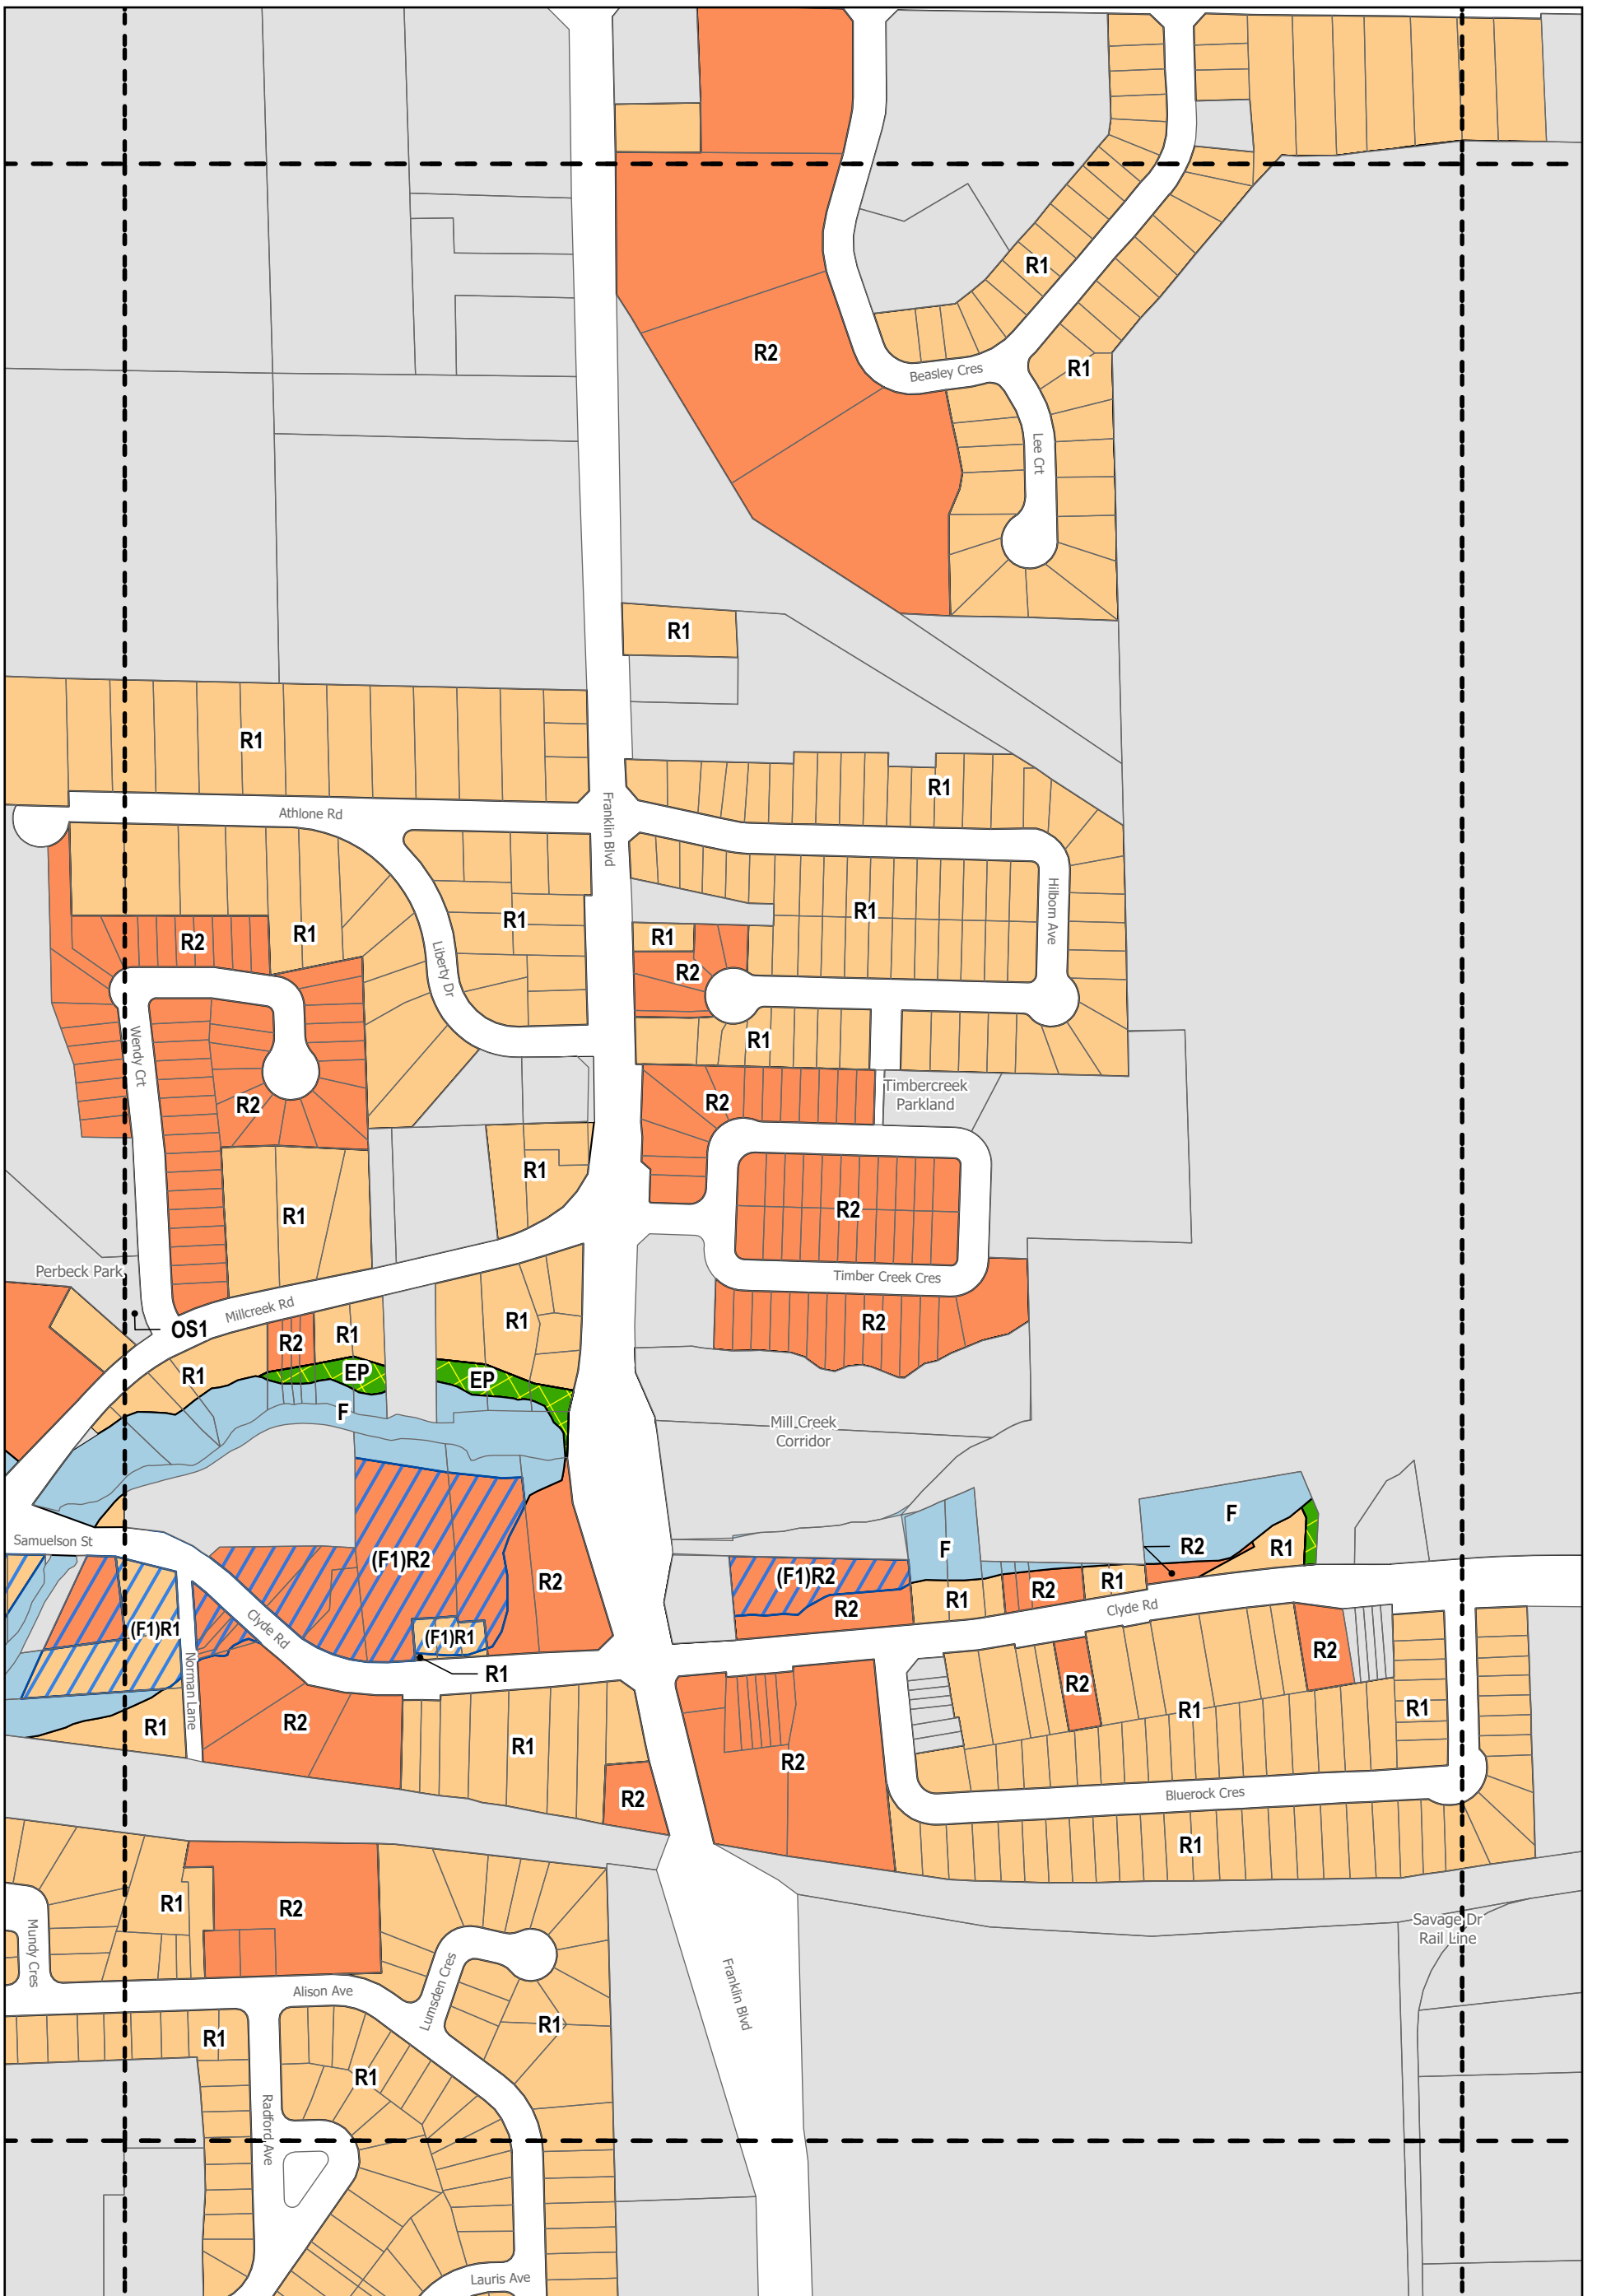 R1
R2
Beasley Cres
R1
Lee Crt
R1
R1
R1
Athlone Rd
Franklin Blvd
R1
R1
R1
Hilborn Ave
R2
R1
R1
R2
Liberty Dr
R1
Wendy Crt
R2
R2
Timbercreek
Parkland
R1
R1
R2
Perbeck Park
Timber Creek Cres
Millcreek Rd
OS1
R2
R1
R1
R2
R1
EP
EP
F
Mill Creek
Corridor
F
Samuelson St
F
R2
R1
(F1)R2
R2
(F1)R2
R1
R2
R1
R2
Clyde Rd
(F1)R1
Clyde Rd
(F1)R1
R2
R1
R2
Norman Lane
R1
R1
R1
R2
R1
R2
R2
Bluerock Cres
R1
R1
R2
Mundy Cres
Savage Dr
Rail Line
Lumsden Cres
Alison Ave
Franklin Blvd
R1
R1
R1
Radford Ave
Lauris Ave